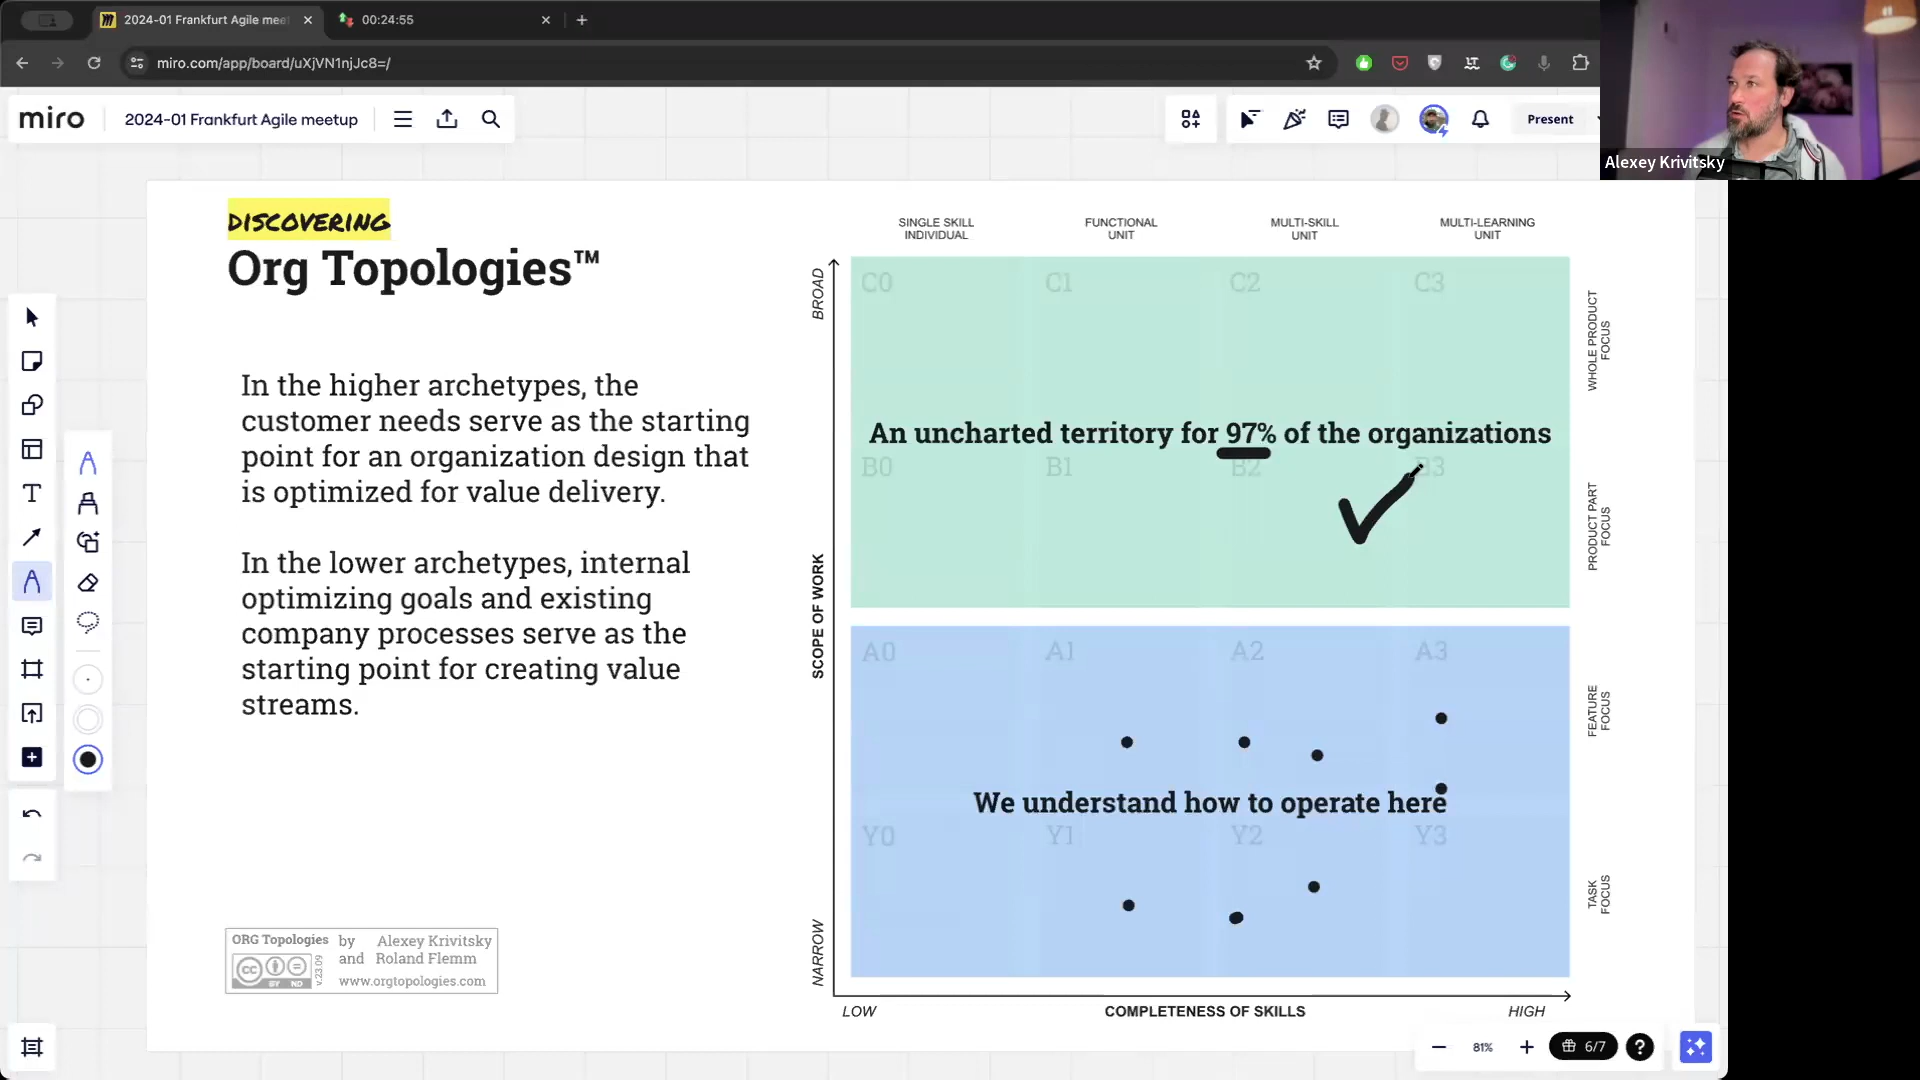 2024-01 Frankfurt Agile mee
00:24:55
miro.com/app/board/uXjVN1njJc8=/
miro
2024-01 Frankfurt Agile meetup
Present
Alexey Krivitsky
DISCOVERING
Org Topologies™
In the higher archetypes, the
customer needs serve as the starting
point for an organization design that
is optimized for value delivery.
In the lower archetypes, internal
optimizing goals and existing
company processes serve as the
starting point for creating value
streams.
ORG Topologies by Alexey Krivitsky
and Roland Flemm
www.orgtopologies.com
v.23.09
CC BY ND
SINGLE SKILL
INDIVIDUAL
FUNCTIONAL
UNIT
MULTI-SKILL
UNIT
MULTI-LEARNING
UNIT
BROAD
SCOPE OF WORK
NARROW
C0 C1 C2 C3
An uncharted territory for 97% of the organizations
B0 B1 B2 B3
A0 A1 A2 A3
We understand how to operate here
Y0 Y1 Y2 Y3
WHOLE PRODUCT
FOCUS
PRODUCT PART
FOCUS
FEATURE
FOCUS
TASK
FOCUS
LOW
COMPLETENESS OF SKILLS
HIGH
81%
6/7